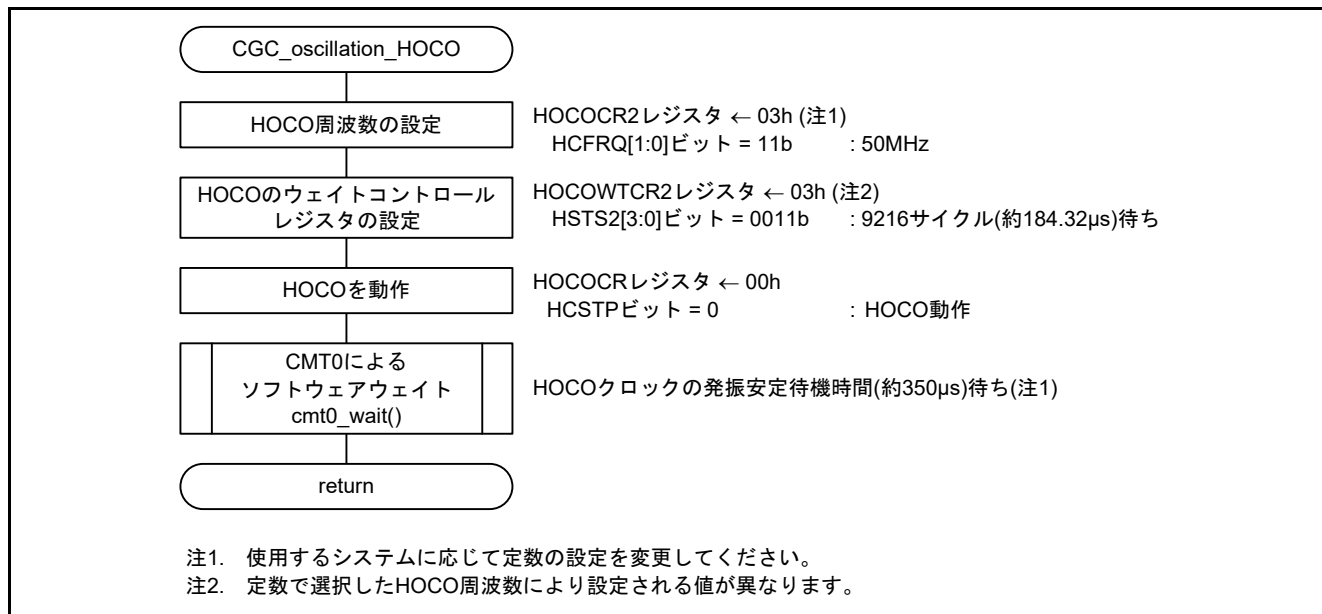 CGC_oscillation_HOCO
HOCO周波数の設定
HOCOCR2レジスタ ← 03h (注1)
HCFRQ[1:0]ビット = 11b : 50MHz
HOCOのウェイトコントロール
レジスタの設定
HOCOWTCR2レジスタ ← 03h (注2)
HSTS2[3:0]ビット = 0011b : 9216サイクル(約184.32μs)待ち
HOCOを動作
HOCOCRレジスタ ← 00h
HCSTPビット = 0 : HOCO動作
CMT0による
ソフトウェアウェイト
cmt0_wait()
HOCOクロックの発振安定待機時間(約350μs)待ち(注1)
return
注1. 使用するシステムに応じて定数の設定を変更してください。
注2. 定数で選択したHOCO周波数により設定される値が異なります。